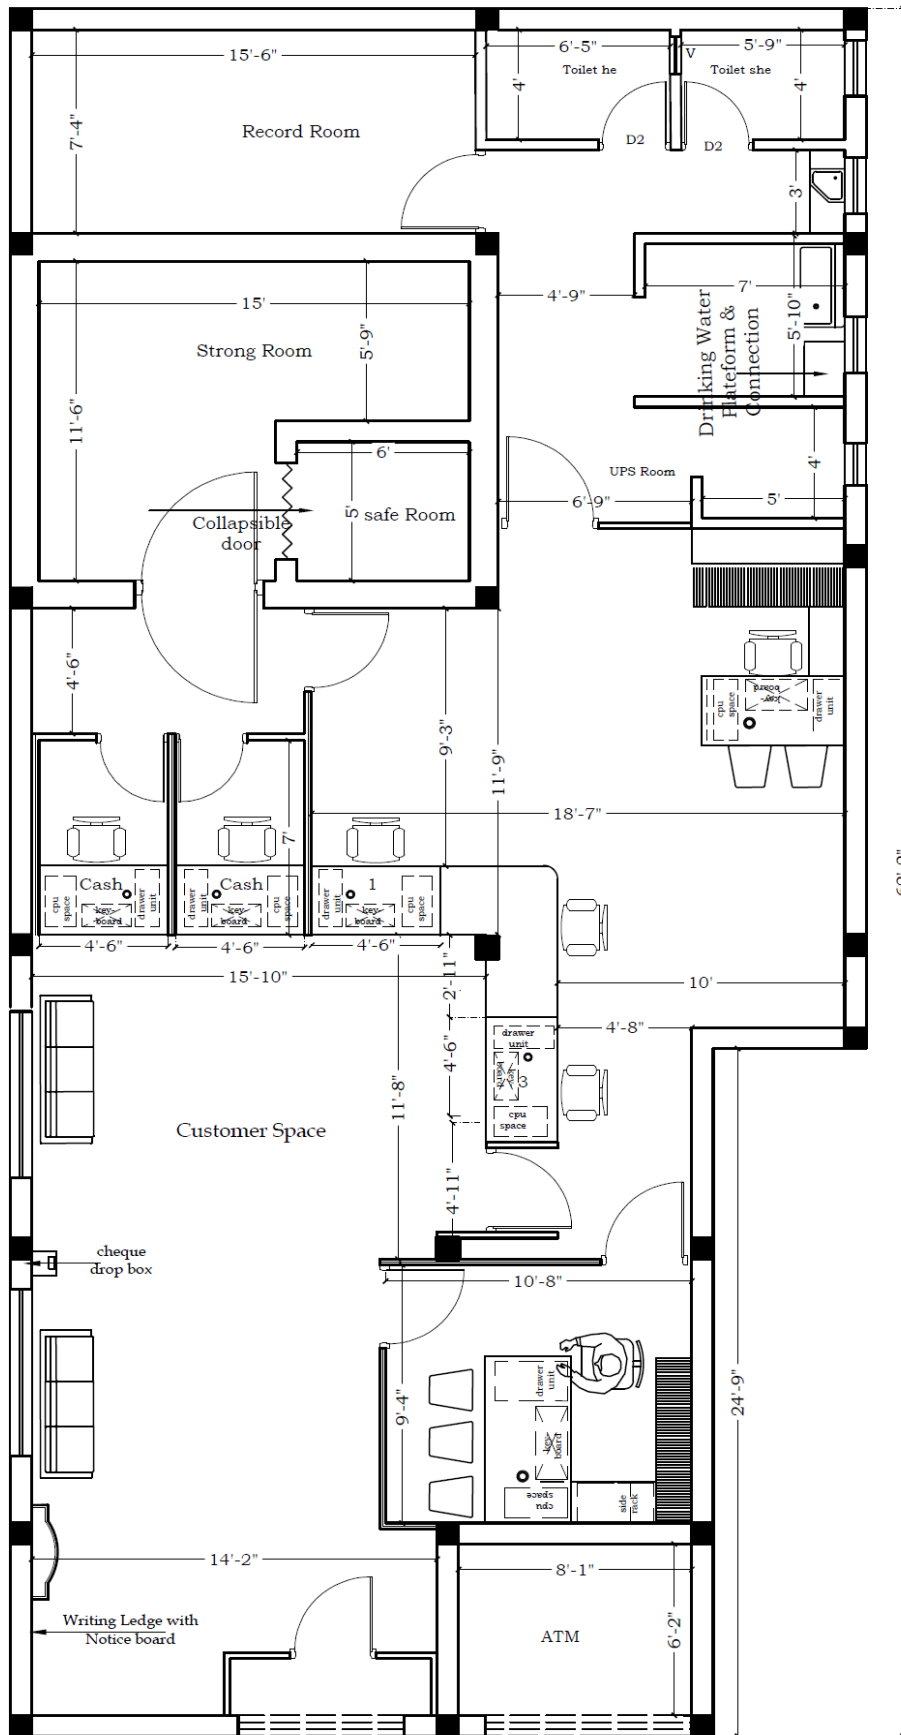 15'-6"
6'-5"
5'-9"
V
Toilet he
Toilet she
4'
4'
7'-4"
Record Room
D2
D2
3'
15'
4'-9"
7'
5'-9"
5'-10"
Strong Room
Drinking Water
Plateform &
Connection
11'-6"
6'
UPS Room
4'
6'-9"
5'
5'
safe Room
Collapsible
door
4'-6"
key-
board
cpu
space
drawer
unit
9'-3"
11'-9"
18'-7"
7'
Cash
Cash
1
cpu
space
key-
board
drawer
unit
drawer
unit
key-
board
cpu
space
drawer
unit
key-
board
cpu
space
4'-6"
4'-6"
4'-6"
15'-10"
2'-11"
10'
4'-8"
drawer
unit
4'-6"
key-
board
3
11'-8"
cpu
space
Customer Space
4'-11"
cheque
drop box
10'-8"
drawer
unit
9'-4"
24'-9"
key-
board
cpu
space
side
rack
14'-2"
8'-1"
Writing Ledge with
Notice board
ATM
6'-2"